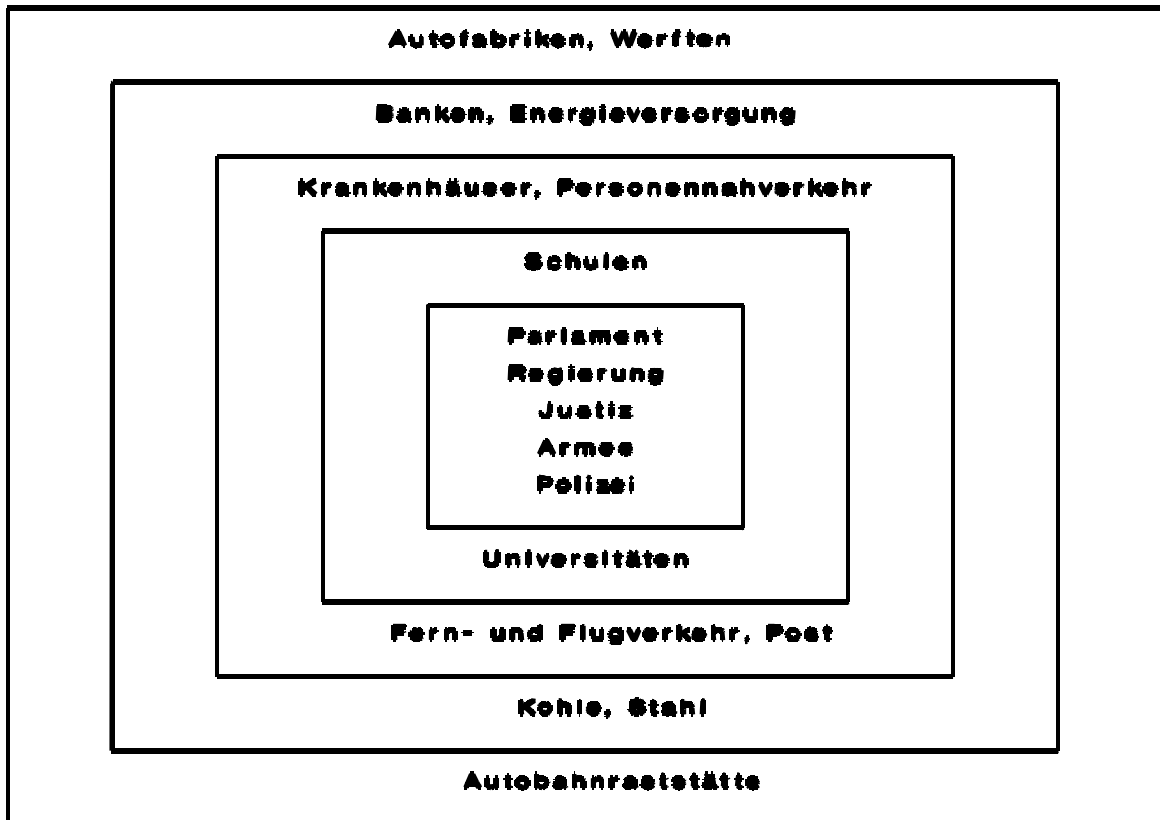 Autofabriken, Werften
Banken, Energieversorgung
Krankenhäuser, Personennahverkehr
Schulen
Parlament
Regierung
Justiz
Armee
Polizei
Universitäten
Fern- und Flugverkehr, Post
Kohle, Stahl
Autobahnraststätte